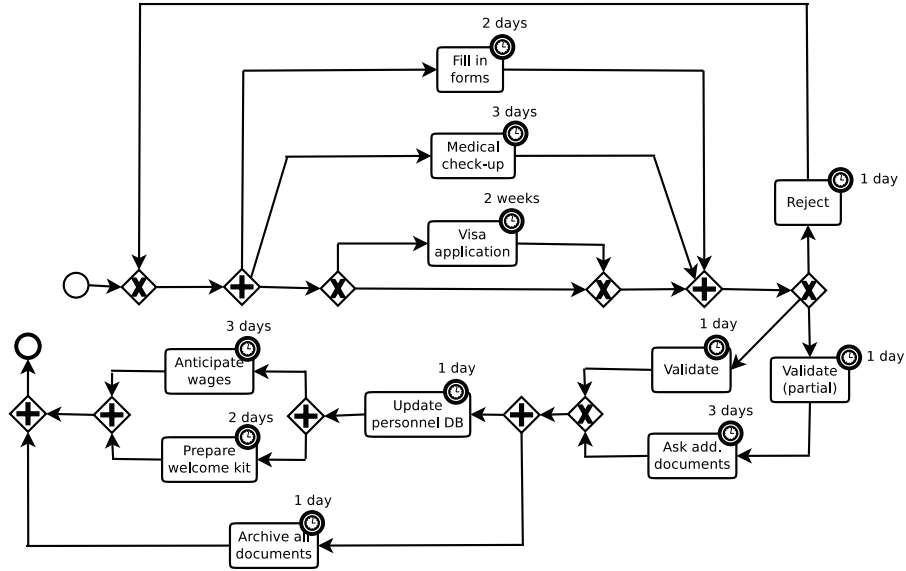 2 days
Fill in
forms
3 days
Medical
check-up
2 weeks
Visa
application
1 day
Reject
X
X
X
X
1 day
Validate
1 day
Validate
(partial)
3 days
Anticipate
wages
1 day
Update
personnel DB
X
3 days
Ask add.
documents
2 days
Prepare
welcome kit
1 day
Archive all
documents